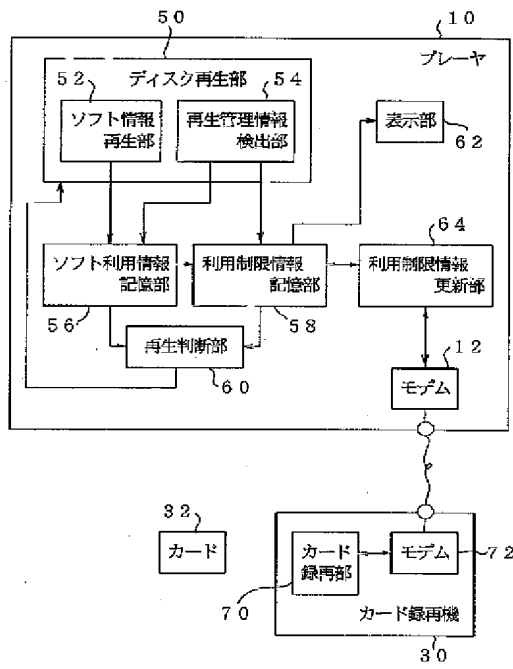 ５０
１０
プレーヤ
ディスク再生部
５２
５４
ソフト情報
再生部
再生管理情報
検出部
表示部
６２
６４
ソフト利用情報
記憶部
利用制限情報
記憶部
利用制限情報
更新部
５６
５８
再生判断部
６０
１２
モデム
３２
カード
カード
録再部
モデム
７２
７０
カード録再機
３０